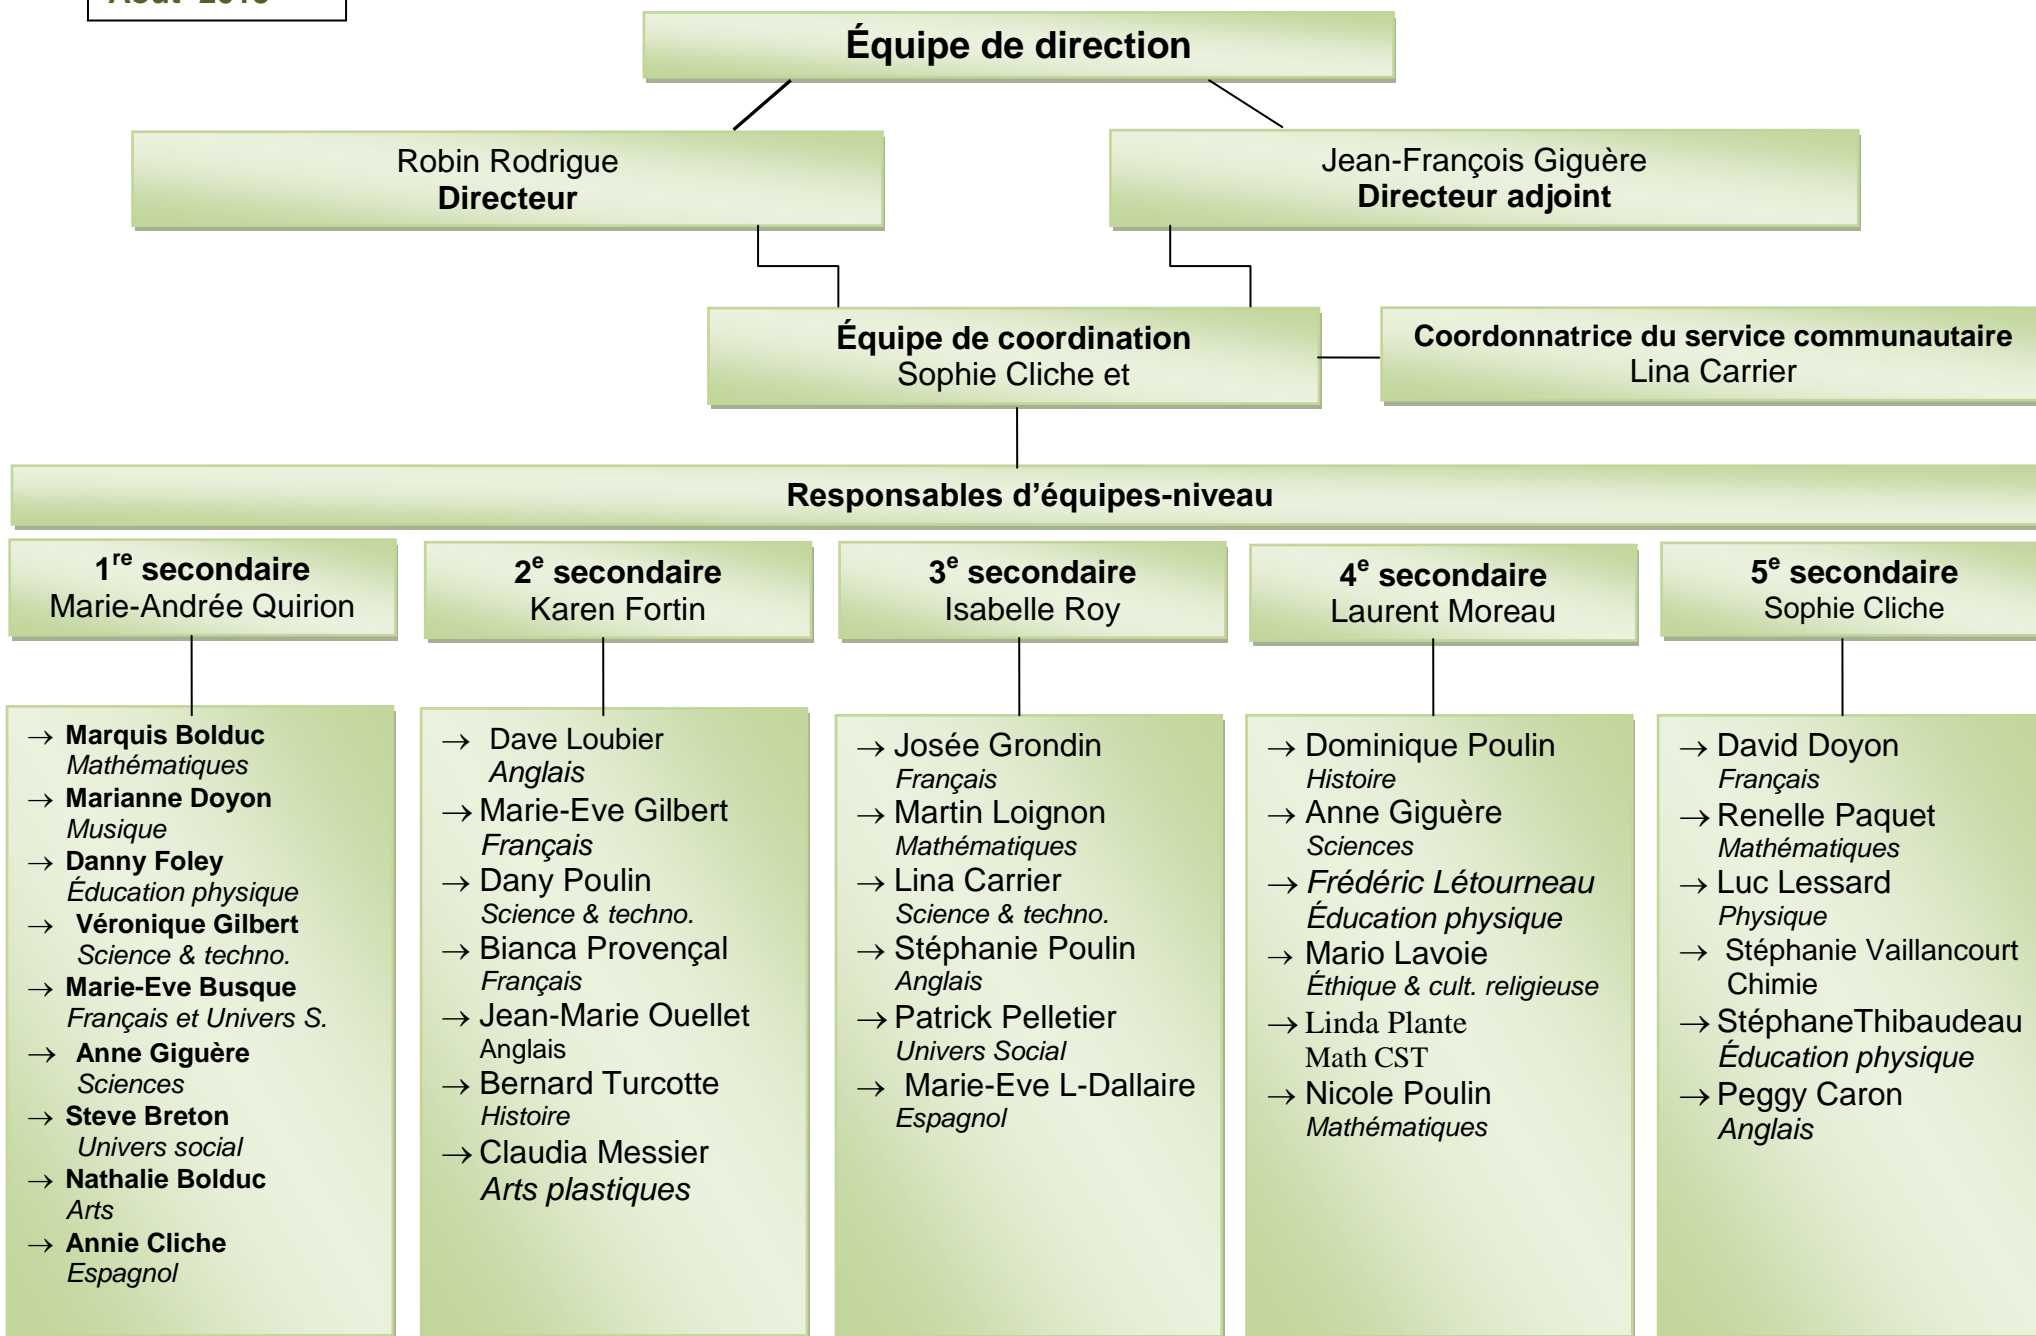 Équipe de direction
Robin Rodrigue
Directeur
Jean-François Giguère
Directeur adjoint
Équipe de coordination
Sophie Cliche et
Coordonnatrice du service communautaire
Lina Carrier
Responsables d’équipes-niveau
1re secondaire
Marie-Andrée Quirion
2e secondaire
Karen Fortin
3e secondaire
Isabelle Roy
4e secondaire
Laurent Moreau
5e secondaire
Sophie Cliche
→ Marquis Bolduc
Mathématiques
→ Marianne Doyon
Musique
→ Danny Foley
Éducation physique
→ Véronique Gilbert
Science & techno.
→ Marie-Eve Busque
Français et Univers S.
→ Anne Giguère
Sciences
→ Steve Breton
Univers social
→ Nathalie Bolduc
Arts
→ Annie Cliche
Espagnol
→ Dave Loubier
Anglais
→ Marie-Eve Gilbert
Français
→ Dany Poulin
Science & techno.
→ Bianca Provençal
Français
→ Jean-Marie Ouellet
Anglais
→ Bernard Turcotte
Histoire
→ Claudia Messier
Arts plastiques
→ Josée Grondin
Français
→ Martin Loignon
Mathématiques
→ Lina Carrier
Science & techno.
→ Stéphanie Poulin
Anglais
→ Patrick Pelletier
Univers Social
→ Marie-Eve L-Dallaire
Espagnol
→ Dominique Poulin
Histoire
→ Anne Giguère
Sciences
→ Frédéric Létourneau
Éducation physique
→ Mario Lavoie
Éthique & cult. religieuse
→ Linda Plante
Math CST
→ Nicole Poulin
Mathématiques
→ David Doyon
Français
→ Renelle Paquet
Mathématiques
→ Luc Lessard
Physique
→ Stéphanie Vaillancourt
Chimie
→ StéphaneThibaudeau
Éducation physique
→ Peggy Caron
Anglais